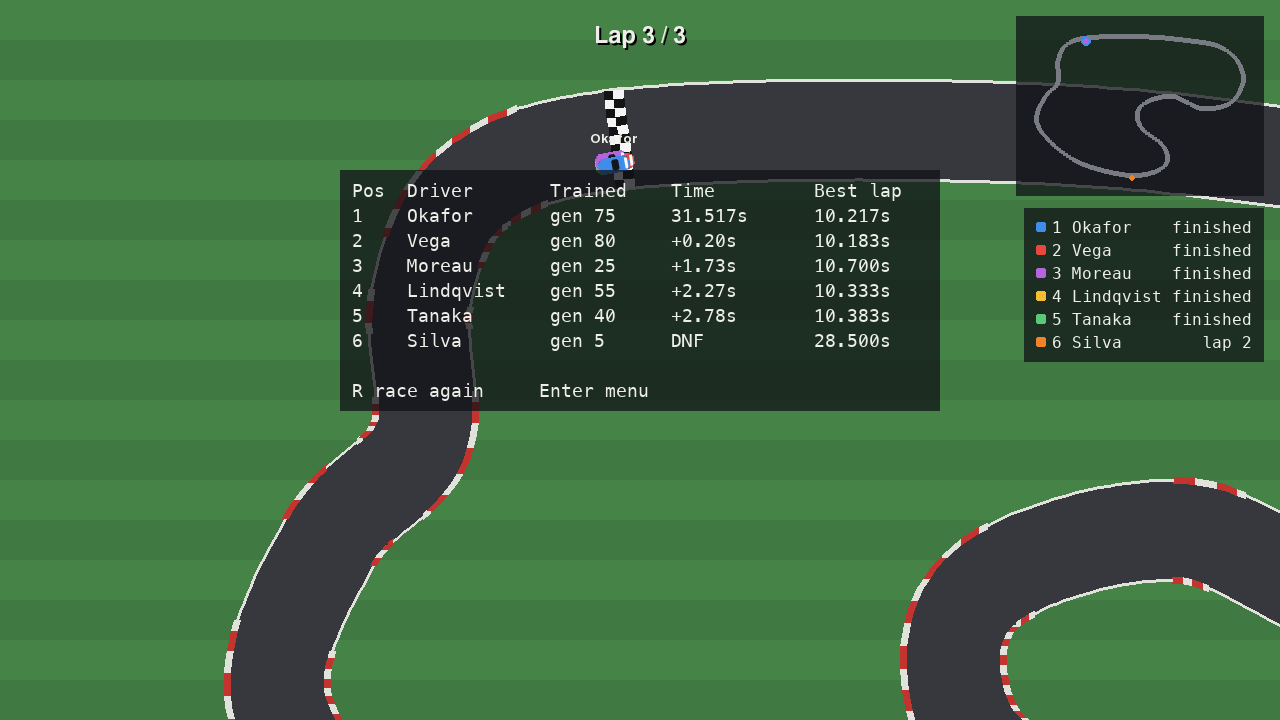 Lap 3 / 3
Okafor
Pos Driver Trained Time Best lap
1 Okafor gen 75 31.517s 10.217s
2 Vega gen 80 +0.20s 10.183s
3 Moreau gen 25 +1.73s 10.700s
4 Lindqvist gen 55 +2.27s 10.333s
5 Tanaka gen 40 +2.78s 10.383s
6 Silva gen 5 DNF 28.500s
R race again Enter menu
1 Okafor finished
2 Vega finished
3 Moreau finished
4 Lindqvist finished
5 Tanaka finished
6 Silva lap 2